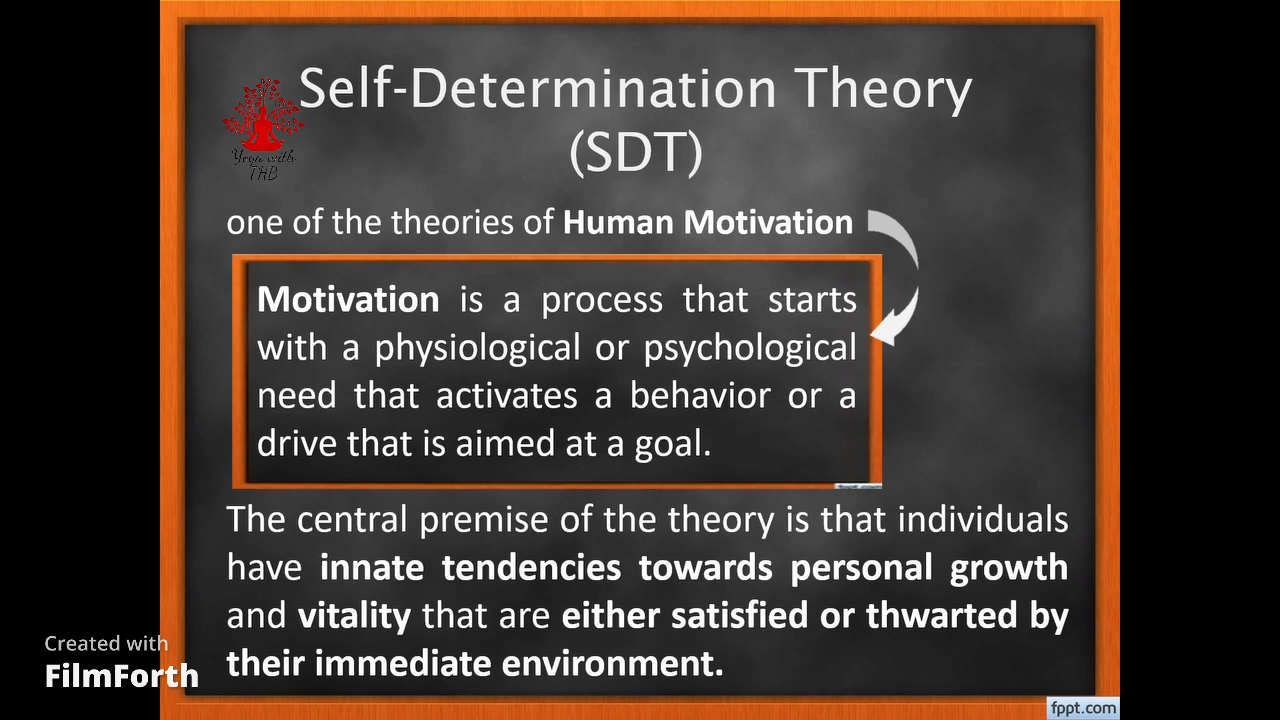 Self-Determination Theory
(SDT)
Yoga with
THB
one of the theories of Human Motivation
Motivation is a process that starts
with a physiological or psychological
need that activates a behavior or a
drive that is aimed at a goal.
The central premise of the theory is that individuals
have innate tendencies towards personal growth
and vitality that are either satisfied or thwarted by
their immediate environment.
Created with
FilmForth
fppt.com